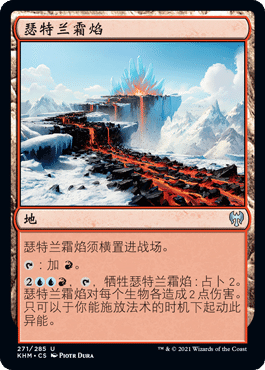 瑟特兰霜焰
地
瑟特兰霜焰须横置进战场。
：加。
2，，牺牲瑟特兰霜焰：占卜2。
瑟特兰霜焰对每个生物各造成2点伤害。
只可以于你能施放法术的时机下起动此
异能。
271/285 U
KHM • CS Piotr Dura
™ & © 2021 Wizards of the Coast